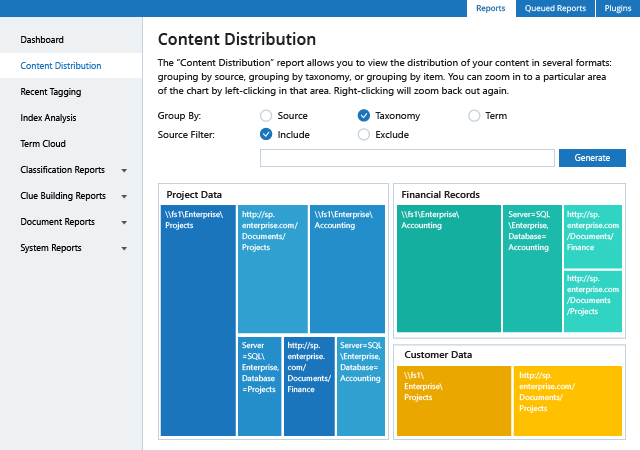 Reports
Queued Reports
Plugins
Dashboard
Content Distribution
Recent Tagging
Index Analysis
Term Cloud
Classification Reports
Clue Building Reports
Document Reports
System Reports
Content Distribution
The “Content Distribution” report allows you to view the distribution of your content in several formats:
grouping by source, grouping by taxonomy, or grouping by item. You can zoom in to a particular area
of the chart by left-clicking in that area. Right-clicking will zoom back out again.
Group By:
Source
Taxonomy
Term
Source Filter:
Include
Exclude
Generate
Project Data
\\fs1\Enterprise\
Projects
http://sp.
enterprise.com/
Documents/
Projects
\\fs1\Enterprise\
Accounting
Server
=SQL\
Enterprise,
Database
=Projects
http://sp.
enterprise.
com/
Documents/
Finance
Server=SQL
\Enterprise,
Database=
Accounting
Financial Records
\\fs1\Enterprise\
Accounting
Server=SQL
\Enterprise,
Database=
Accounting
http://sp.
enterprise.com
/Documents/
Finance
http://sp.
enterprise.com
/Documents
/Projects
Customer Data
\\fs1\
Enterprise\
Projects
http://sp.
enterprise.com/
Documents/
Projects